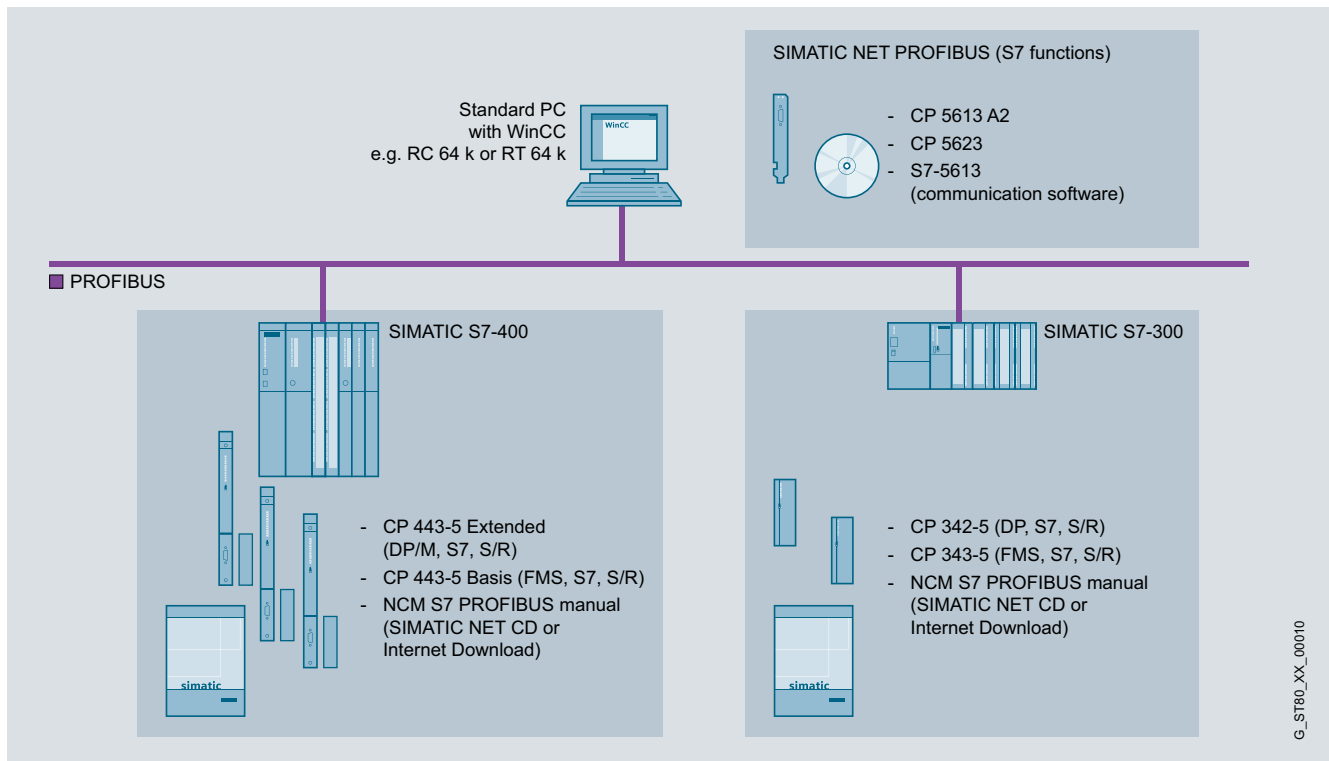 SIMATIC NET PROFIBUS (S7 functions)
- CP 5613 A2
- CP 5623
- S7-5613
(communication software)
Standard PC
with WinCC
e.g. RC 64 k or RT 64 k
WinCC
PROFIBUS
SIMATIC S7-400
- CP 443-5 Extended
(DP/M, S7, S/R)
- CP 443-5 Basis (FMS, S7, S/R)
- NCM S7 PROFIBUS manual
(SIMATIC NET CD or
Internet Download)
simatic
SIMATIC S7-300
- CP 342-5 (DP, S7, S/R)
- CP 343-5 (FMS, S7, S/R)
- NCM S7 PROFIBUS manual
(SIMATIC NET CD or
Internet Download)
simatic
G_ST80_XX_00010